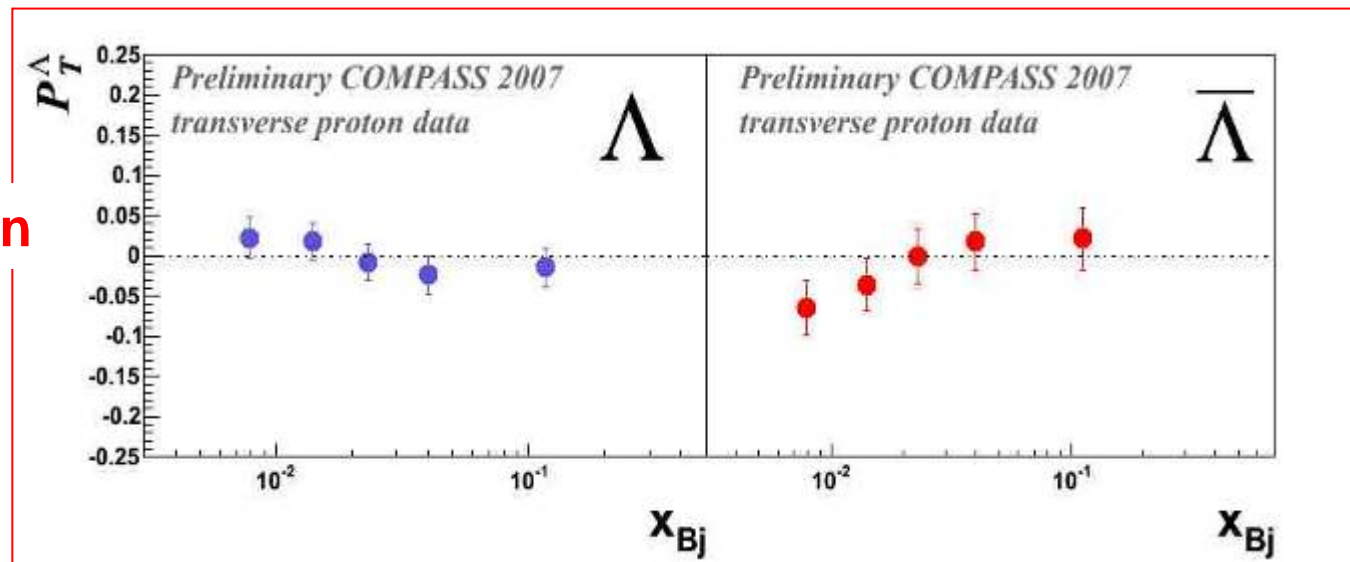 Preliminary COMPASS 2007
transverse proton data
Λ
Preliminary COMPASS 2007
transverse proton data
Λ̅
P_T^Λ
0.25
0.2
0.15
0.1
0.05
0
-0.05
-0.1
-0.15
-0.2
-0.25
n
10⁻² 10⁻¹ 10⁻² 10⁻¹
x_Bj x_Bj